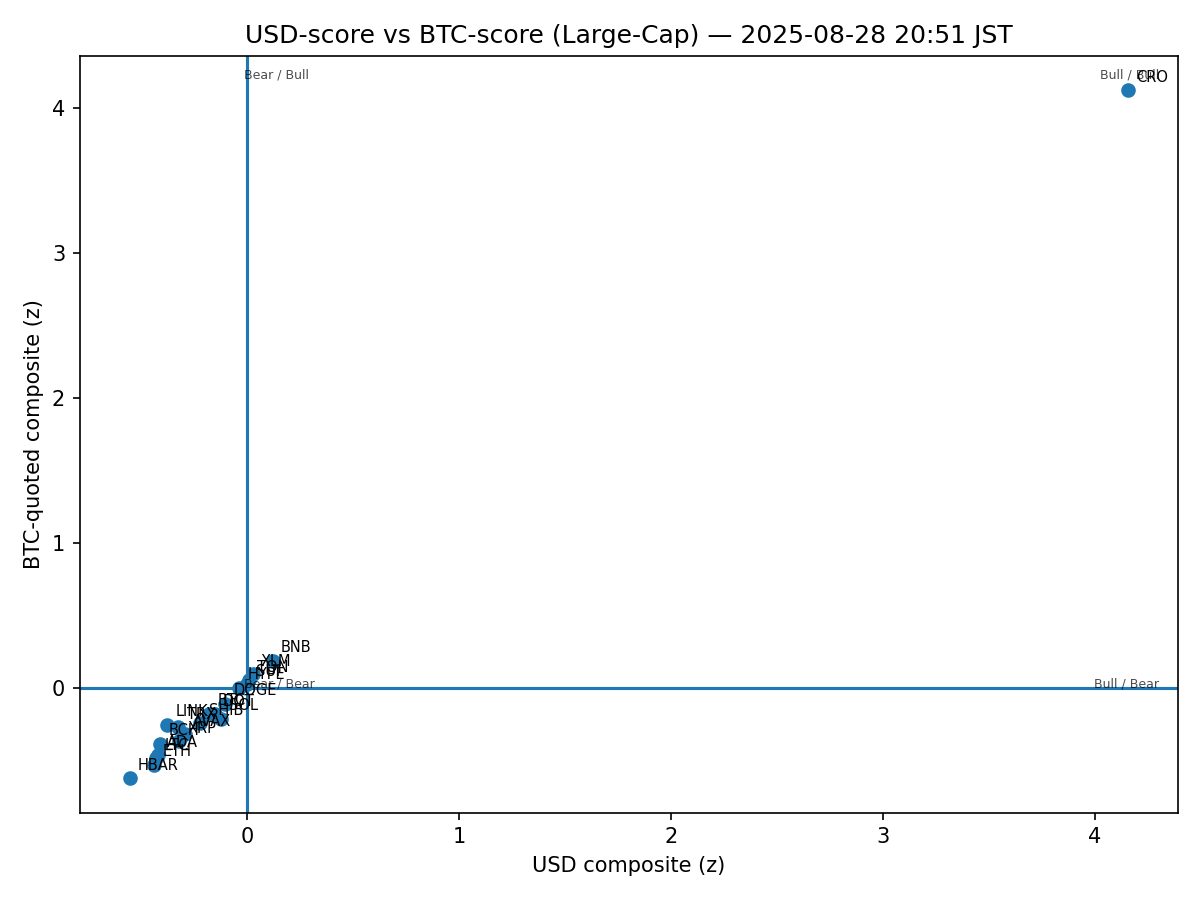 USD-score vs BTC-score (Large-Cap) — 2025-08-28 20:51 JST
Bear / Bull
Bull / Bull
CRO
4
3
2
1
0
BTC-quoted composite (z)
BNB
XLM
HYPE
Bull / Bear
DOGE
LINK
SHIB
AVAX
XRP
ADA
ETH
HBAR
0
1
2
3
4
USD composite (z)